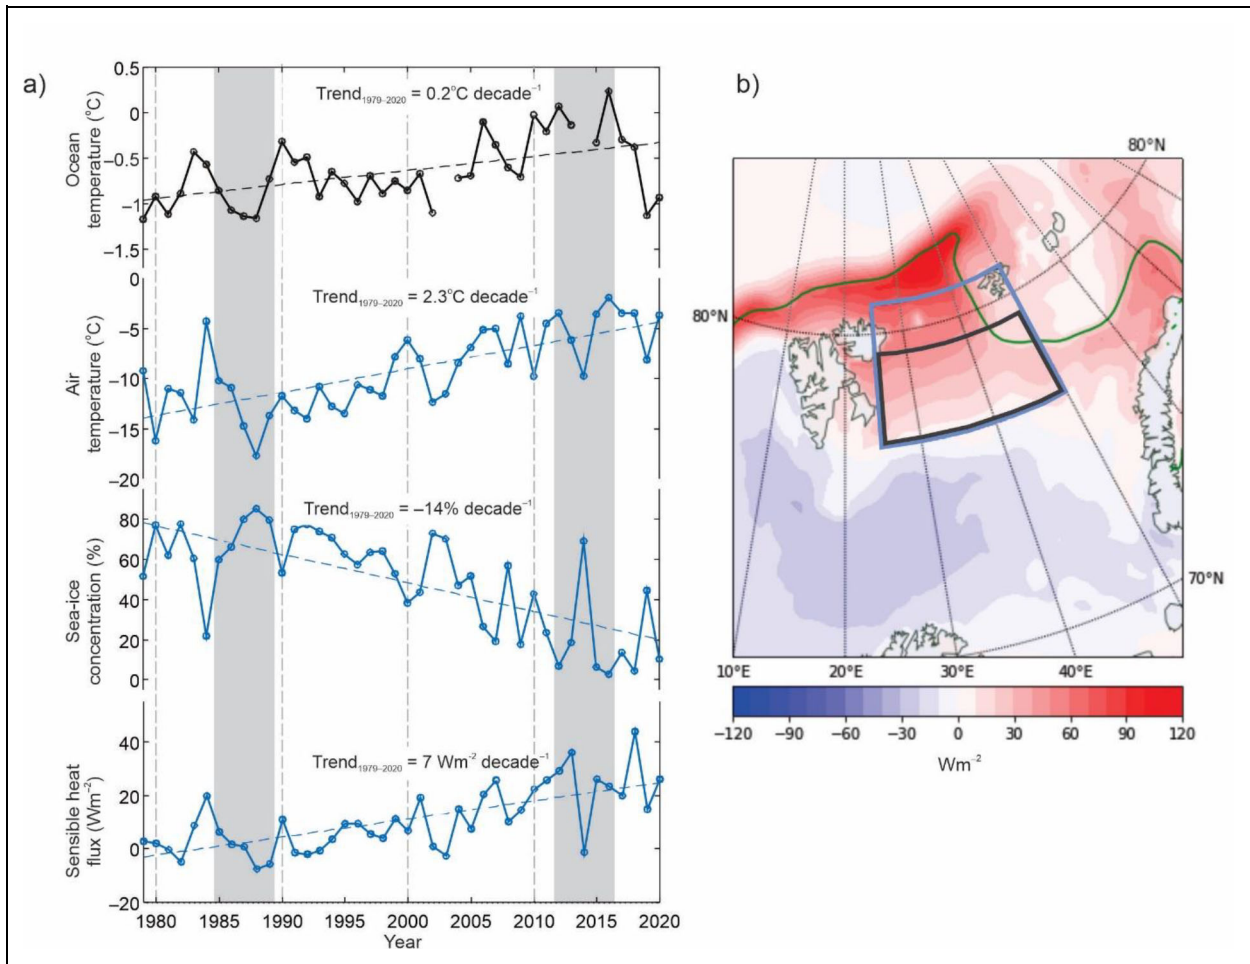 a)
0.5
0
−0.5
−1
−1.5
Ocean
temperature (°C)
Trend1979–2020 = 0.2°C decade−1
0
−5
−10
−15
−20
Air
temperature (°C)
Trend1979–2020 = 2.3°C decade−1
80
60
40
20
0
Sea-ice
concentration (%)
Trend1979–2020 = –14% decade−1
40
20
0
−20
Sensible heat
flux (Wm−2)
Trend1979–2020 = 7 Wm−2 decade−1
1980 1985 1990 1995 2000 2005 2010 2015 2020
Year
b)
80°N
80°N
70°N
10°E 20°E 30°E 40°E
−120 −90 −60 −30 0 30 60 90 120
Wm−2